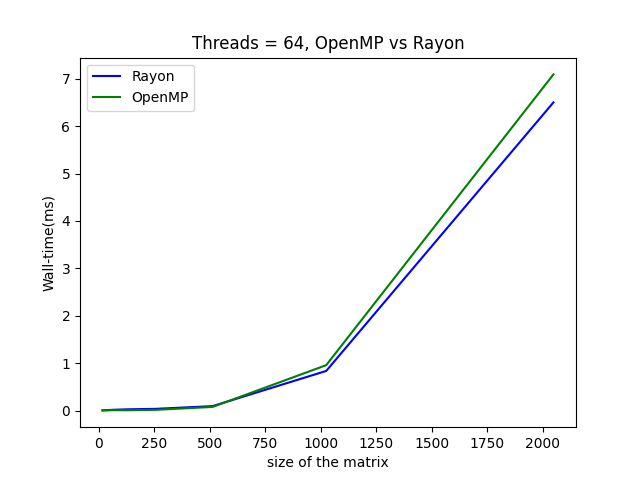 Threads = 64, OpenMP vs Rayon
Rayon
OpenMP
7
6
5
4
3
2
1
0
Wall-time(ms)
0 250 500 750 1000 1250 1500 1750 2000
size of the matrix